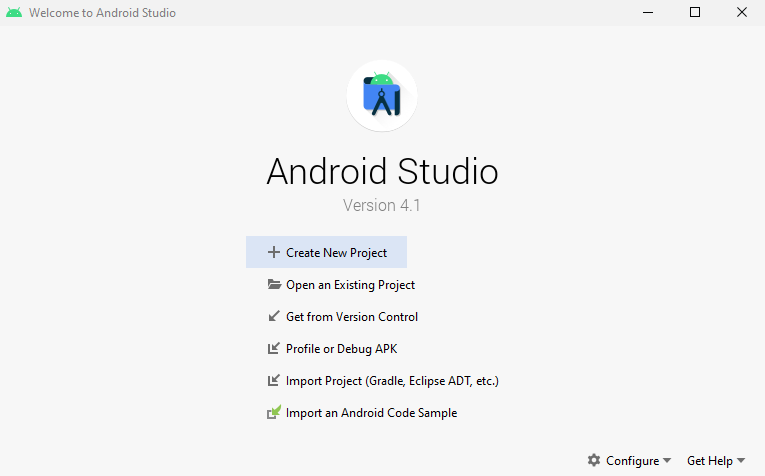 Welcome to Android Studio
Android Studio
Version 4.1
Create New Project
Open an Existing Project
Get from Version Control
Profile or Debug APK
Import Project (Gradle, Eclipse ADT, etc.)
Import an Android Code Sample
Configure Get Help